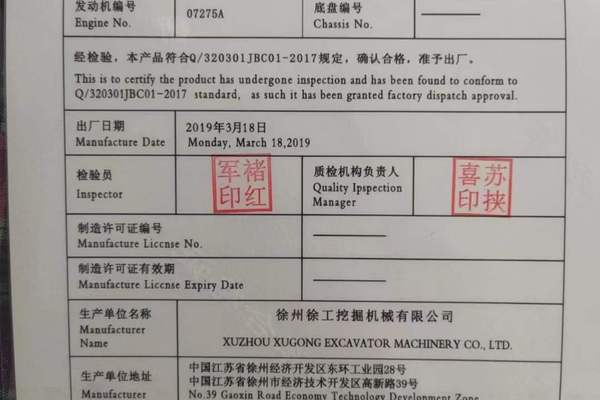 发动机编号
Engine No.
07275A
底盘编号
Chassis No.
经检验，本产品符合Q/320301JBC01-2017规定，确认合格，准予出厂。
This is to certify the product has undergone inspection and has been found to conform to
Q/320301JBC01-2017 standard, as such it has been granted factory dispatch approval.
出厂日期
Manufacture Date
2019年3月18日
Monday, March 18,2019
检验员
Inspector
军褚
印红
质检机构负责人
Quality Ipspection
Manager
喜苏
印挟
制造许可证编号
Manufacture Liccnse No.
制造许可证有效期
Manufacture License Expiry Date
生产单位名称
Manufacturer
Name
徐州徐工挖掘机械有限公司
XUZHOU XUGONG EXCAVATOR MACHINERY CO., LTD.
生产单位地址
Manufacturer
中国江苏省徐州经济开发区东环工业园28号
中国江苏省徐州市经济技术开发区高新路39号
No.39 Gaoxin Road Economy Technology Development Zone